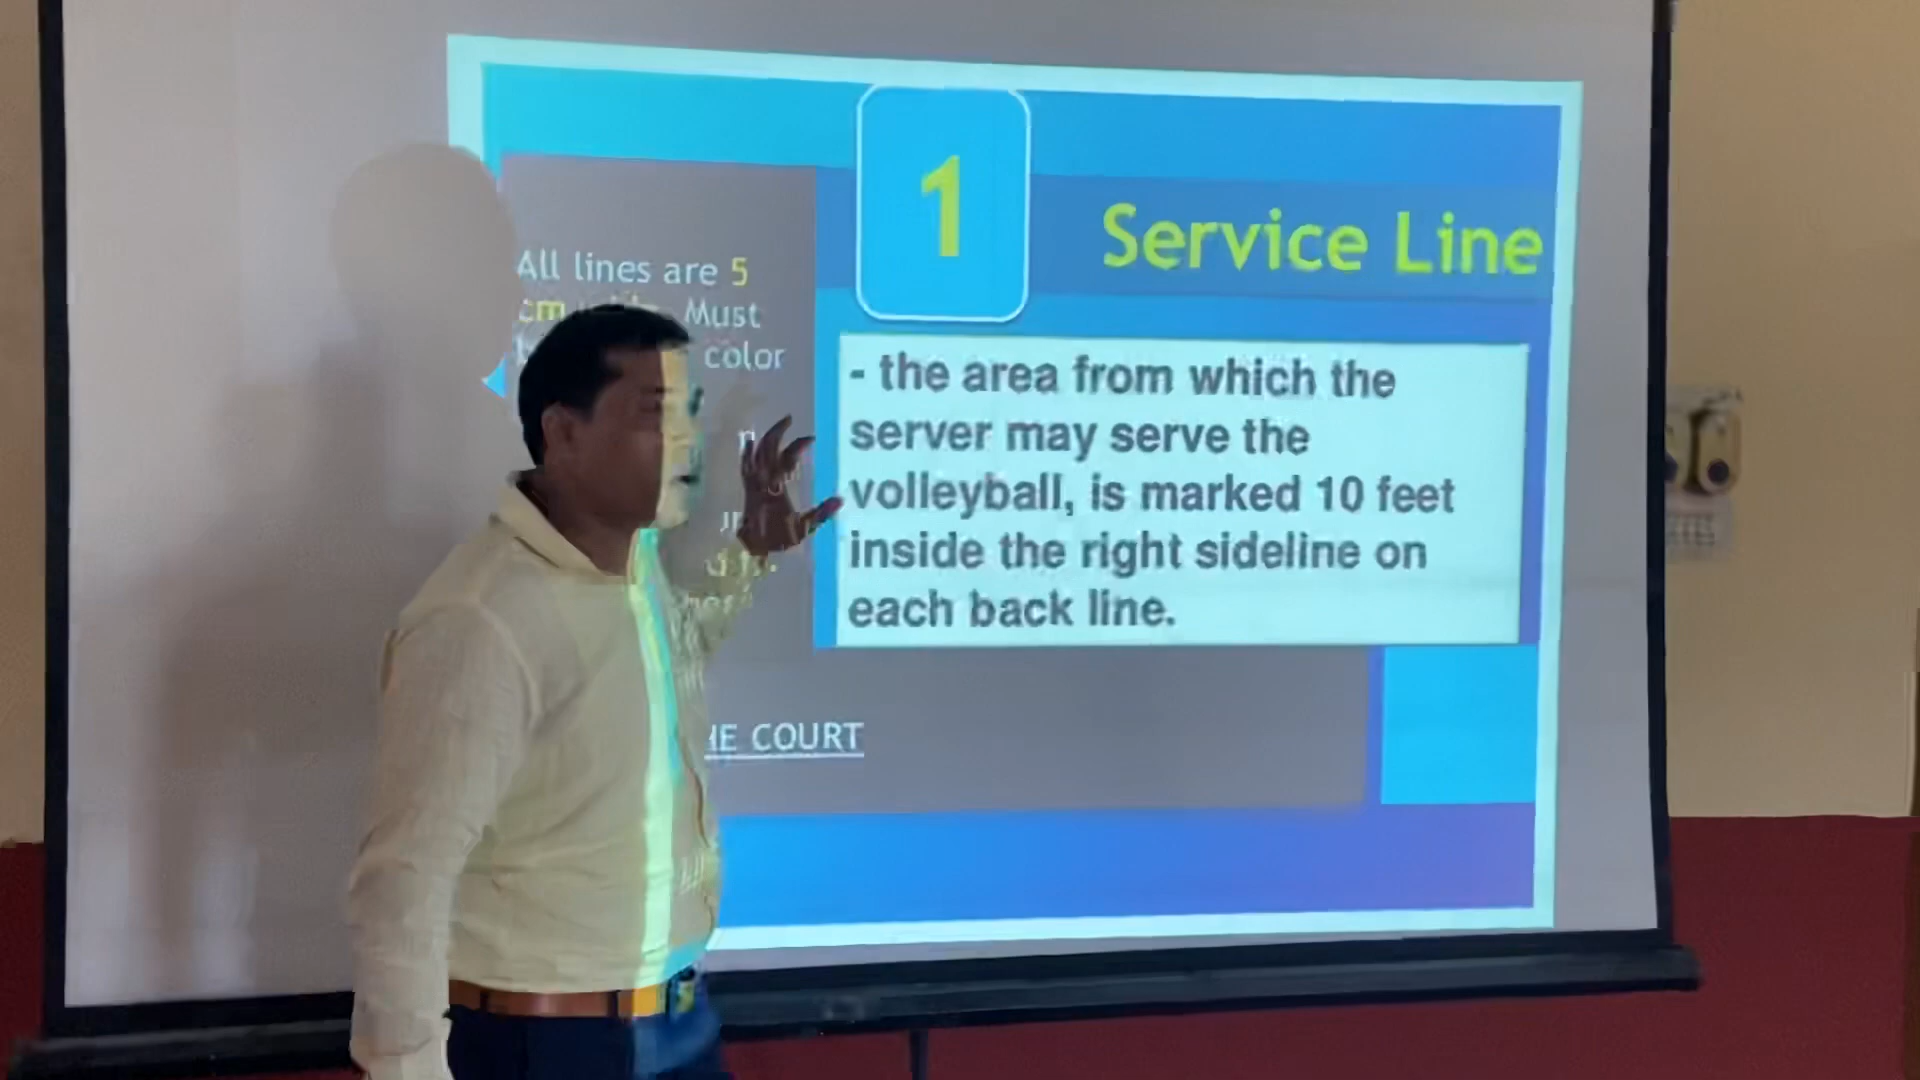 1
Service Line
All lines are 5
cm Must
color
- the area from which the
server may serve the
volleyball, is marked 10 feet
inside the right sideline on
each back line.
COURT